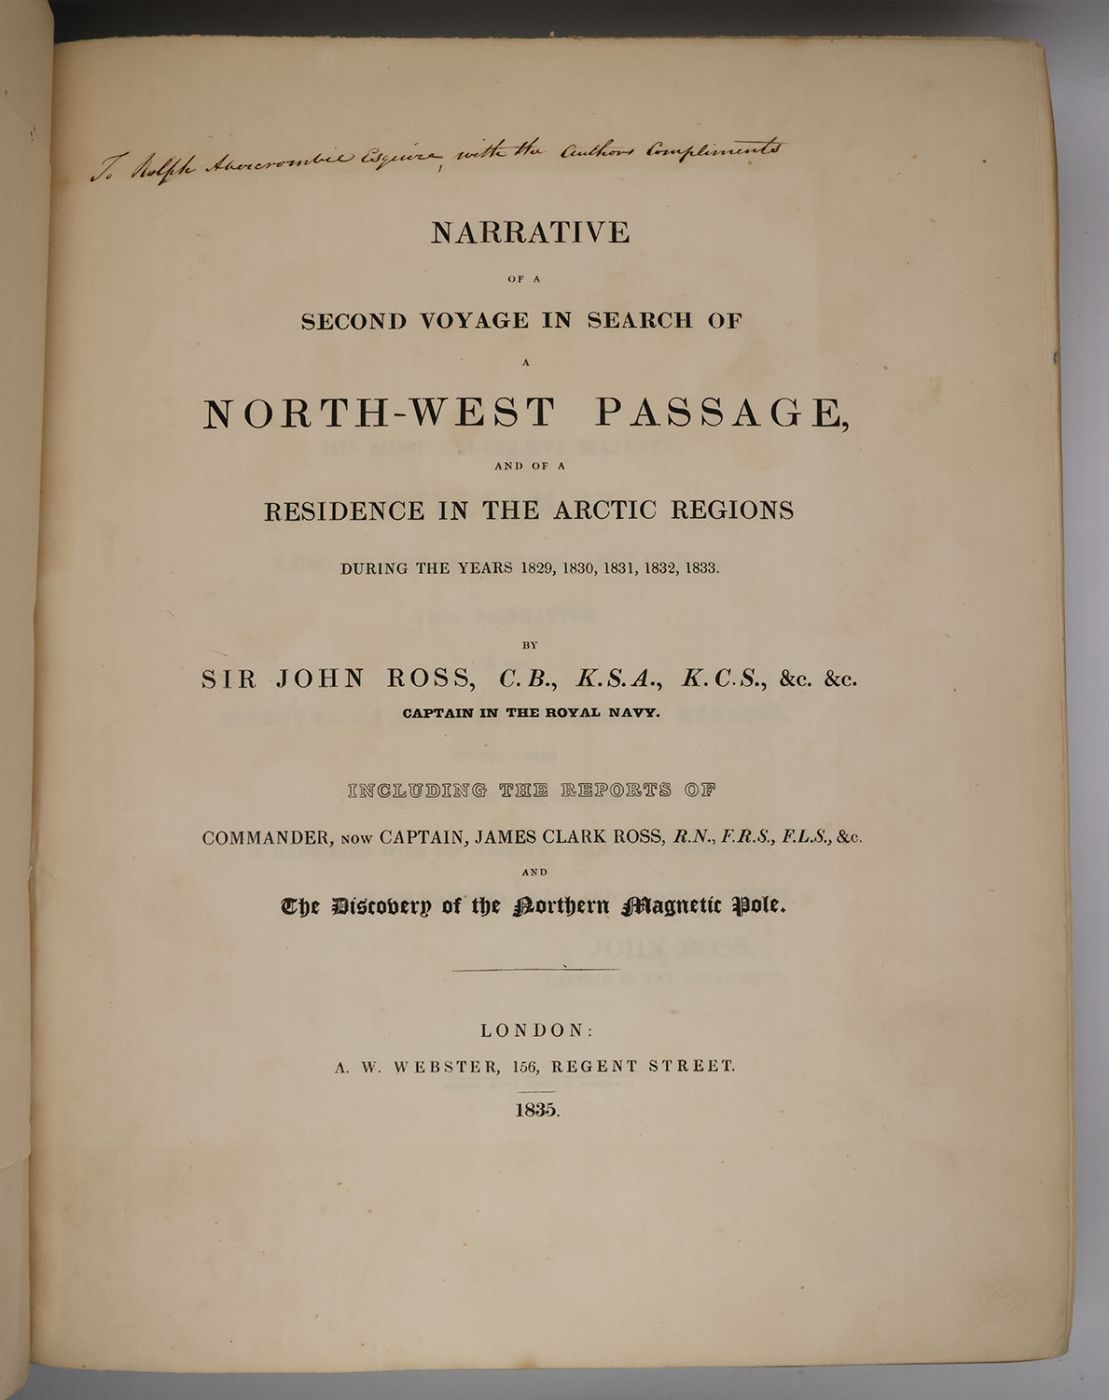 To Ralph Abercrombie Esquire, with the Authors Compliments
NARRATIVE
OF A
SECOND VOYAGE IN SEARCH OF
A
NORTH-WEST PASSAGE,
AND OF A
RESIDENCE IN THE ARCTIC REGIONS
DURING THE YEARS 1829, 1830, 1831, 1832, 1833.
BY
SIR JOHN ROSS, C.B., K.S.A., K.C.S., &c. &c.
CAPTAIN IN THE ROYAL NAVY.
INCLUDING THE REPORTS OF
COMMANDER, NOW CAPTAIN, JAMES CLARK ROSS, R.N., F.R.S., F.L.S., &c.
AND
The Discovery of the Northern Magnetic Pole.
LONDON:
A. W. WEBSTER, 156, REGENT STREET.
1835.